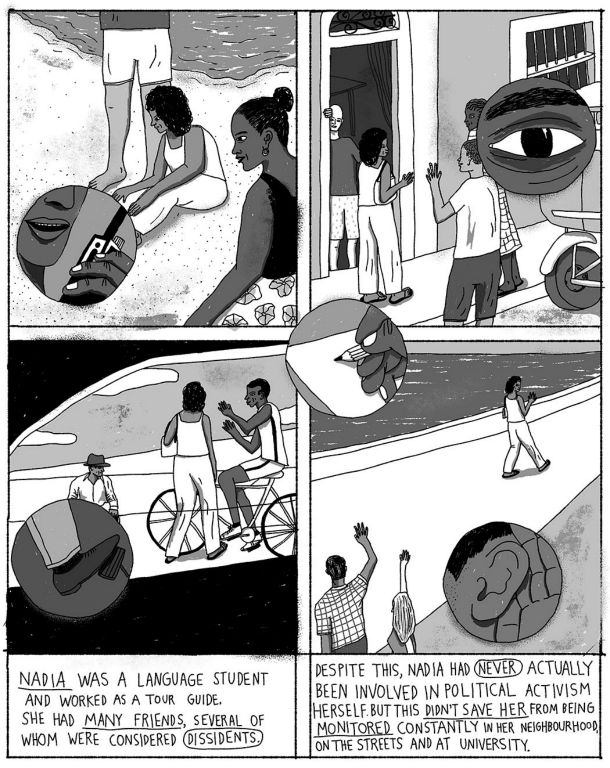 NADIA WAS A LANGUAGE STUDENT
AND WORKED AS A TOUR GUIDE.
SHE HAD MANY FRIENDS, SEVERAL OF
WHOM WERE CONSIDERED DISSIDENTS.
DESPITE THIS, NADIA HAD NEVER ACTUALLY
BEEN INVOLVED IN POLITICAL ACTIVISM
HERSELF. BUT THIS DIDN'T SAVE HER FROM BEING
MONITORED CONSTANTLY IN HER NEIGHBOURHOOD,
ON THE STREETS AND AT UNIVERSITY.